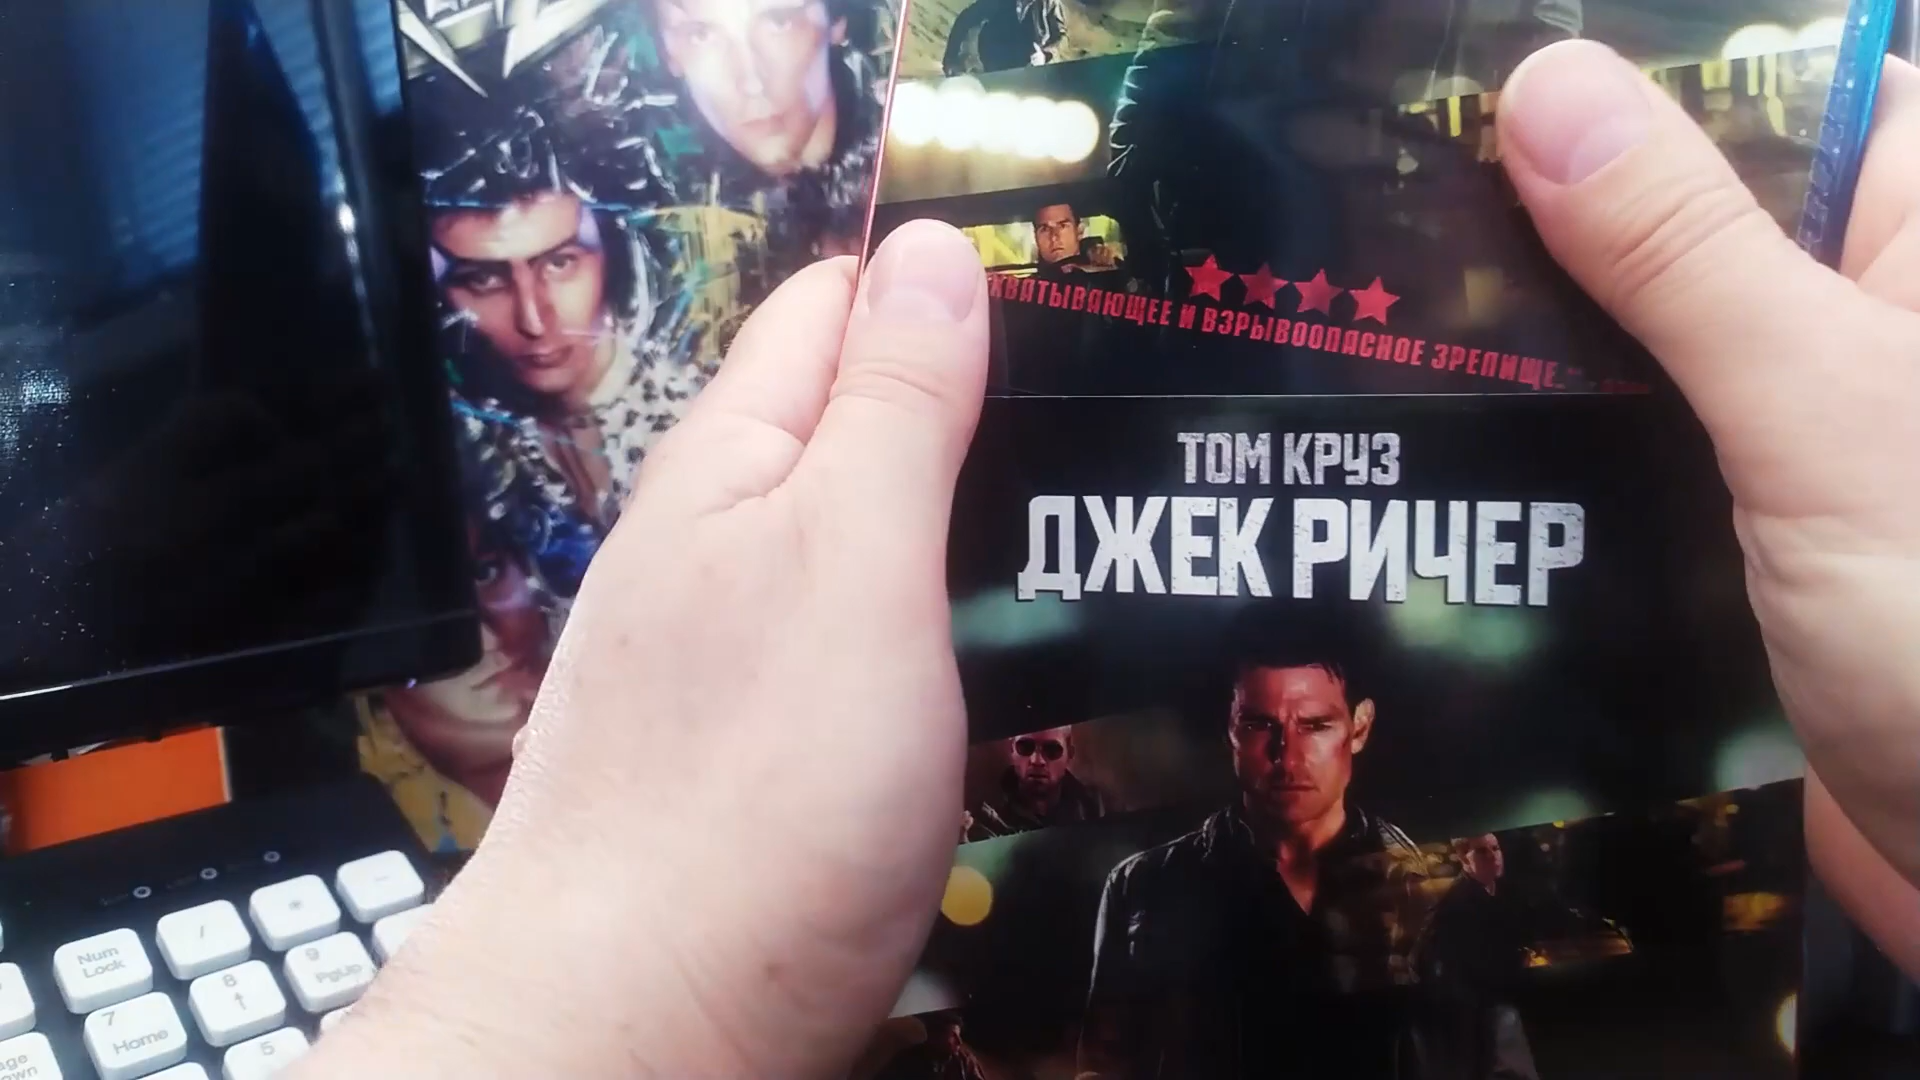 ХВАТЫВАЮЩЕЕ И ВЗРЫВООПАСНОЕ ЗРЕЛИЩЕ...
ТОМ КРУЗ
ДЖЕК РИЧЕР
Num
Lock
/
*
-
7
Home
8
↑
9
PgUp
5